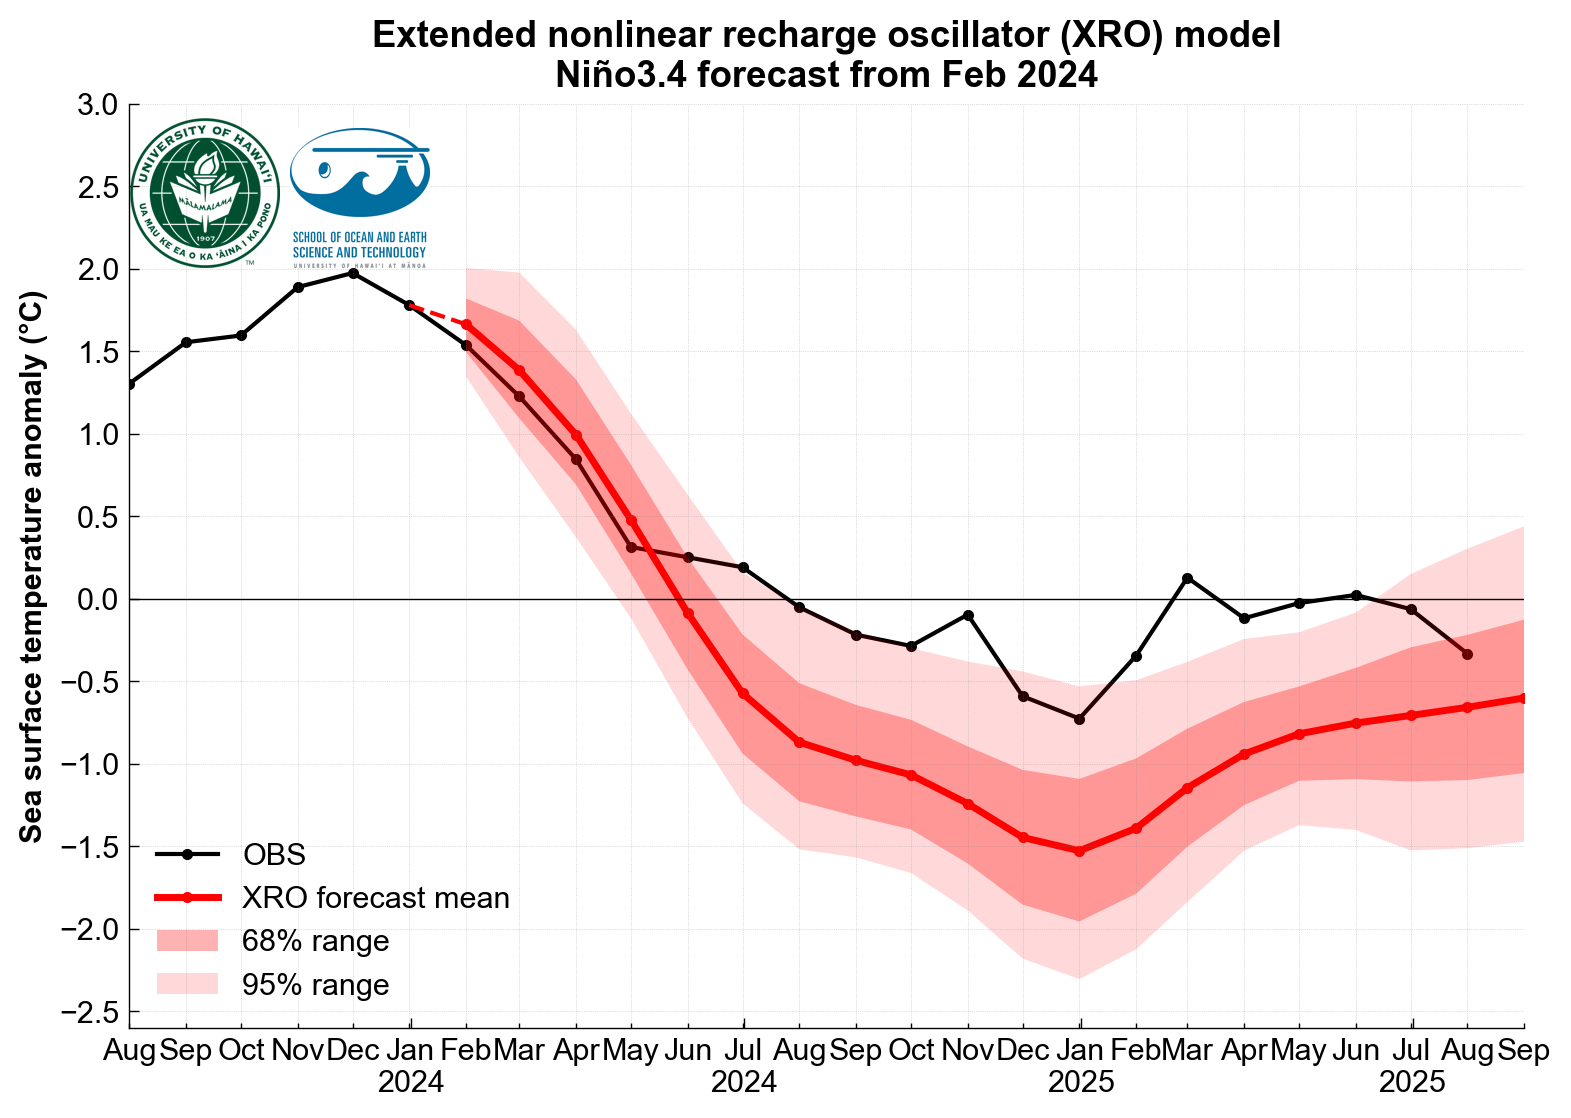 Extended nonlinear recharge oscillator (XRO) model
Niño3.4 forecast from Feb 2024
UNIVERSITY OF HAWAI‘I
MĀLAMALAMA
1907
UA MAU KE EA O KA ‘ĀINA I KA PONO
TM
SCHOOL OF OCEAN AND EARTH
SCIENCE AND TECHNOLOGY
UNIVERSITY OF HAWAI‘I AT MĀNOA
Sea surface temperature anomaly (°C)
3.0
2.5
2.0
1.5
1.0
0.5
0.0
−0.5
−1.0
−1.5
−2.0
−2.5
OBS
XRO forecast mean
68% range
95% range
Aug Sep Oct Nov Dec Jan Feb Mar Apr May Jun Jul Aug Sep Oct Nov Dec Jan Feb Mar Apr May Jun Jul Aug Sep
2024 2024 2025 2025